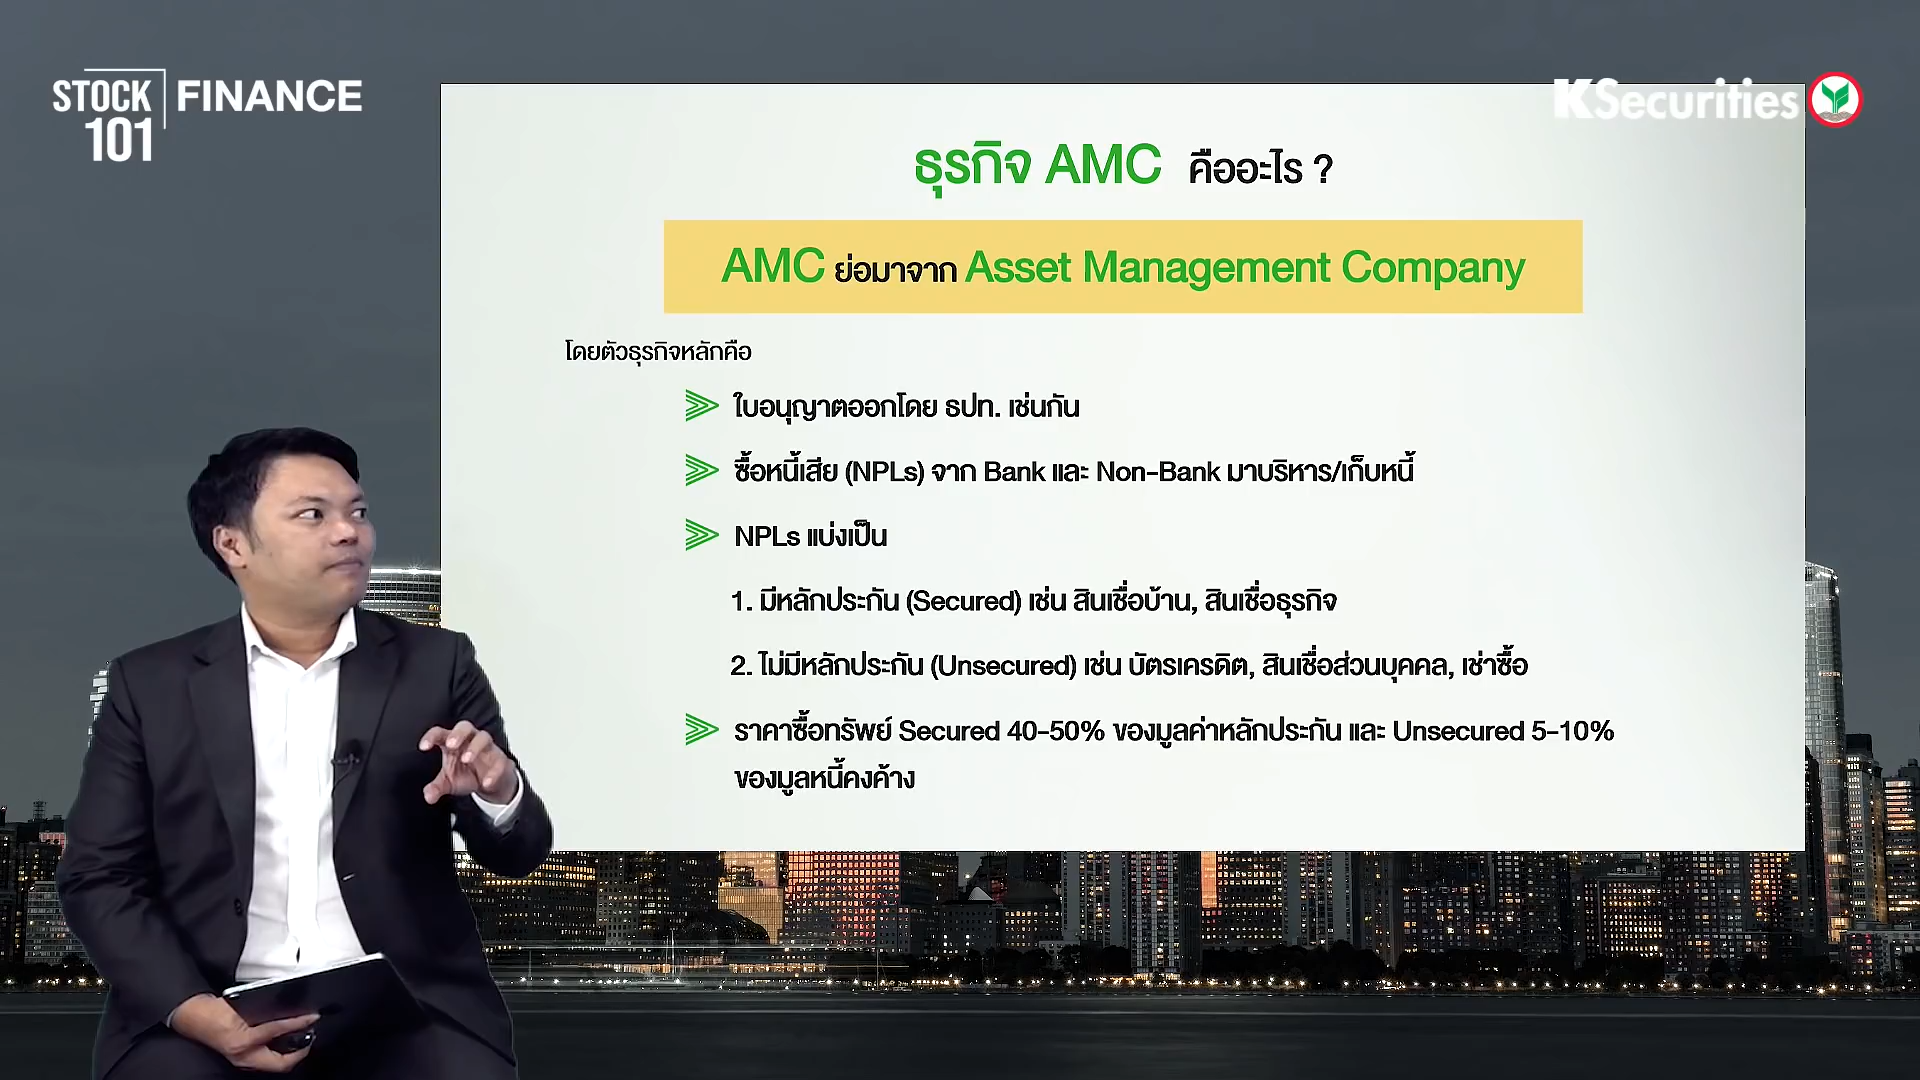 STOCK 101 FINANCE
KSecurities
ธุรกิจ AMC คืออะไร ?
AMC ย่อมาจาก Asset Management Company
โดยตัวธุรกิจหลักคือ
ใบอนุญาตออกโดย ธปท. เช่นกัน
ซื้อหนี้เสีย (NPLs) จาก Bank และ Non-Bank มาบริหาร/เก็บหนี้
NPLs แบ่งเป็น
1. มีหลักประกัน (Secured) เช่น สินเชื่อบ้าน, สินเชื่อธุรกิจ
2. ไม่มีหลักประกัน (Unsecured) เช่น บัตรเครดิต, สินเชื่อส่วนบุคคล, เช่าซื้อ
ราคาซื้อทรัพย์ Secured 40-50% ของมูลค่าหลักประกัน และ Unsecured 5-10%
ของมูลหนี้คงค้าง